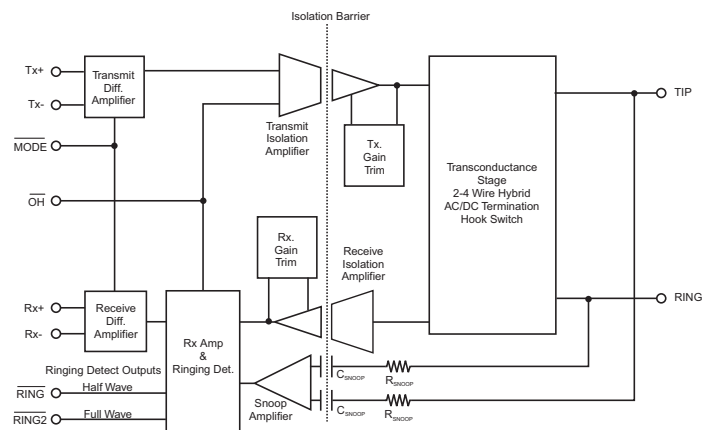 Isolation Barrier
Tx+
Transmit
Diff.
Amplifier
Tx-
MODE
OH
Transmit
Isolation
Amplifier
Tx.
Gain
Trim
Transconductance
Stage
2-4 Wire Hybrid
AC/DC Termination
Hook Switch
TIP
RING
Rx.
Gain
Trim
Receive
Isolation
Amplifier
Rx+
Rx-
Receive
Diff.
Amplifier
Rx Amp
&
Ringing Det.
Ringing Detect Outputs
RING
Half Wave
RING2
Full Wave
Snoop
Amplifier
CSNOOP
RSNOOP
CSNOOP
RSNOOP